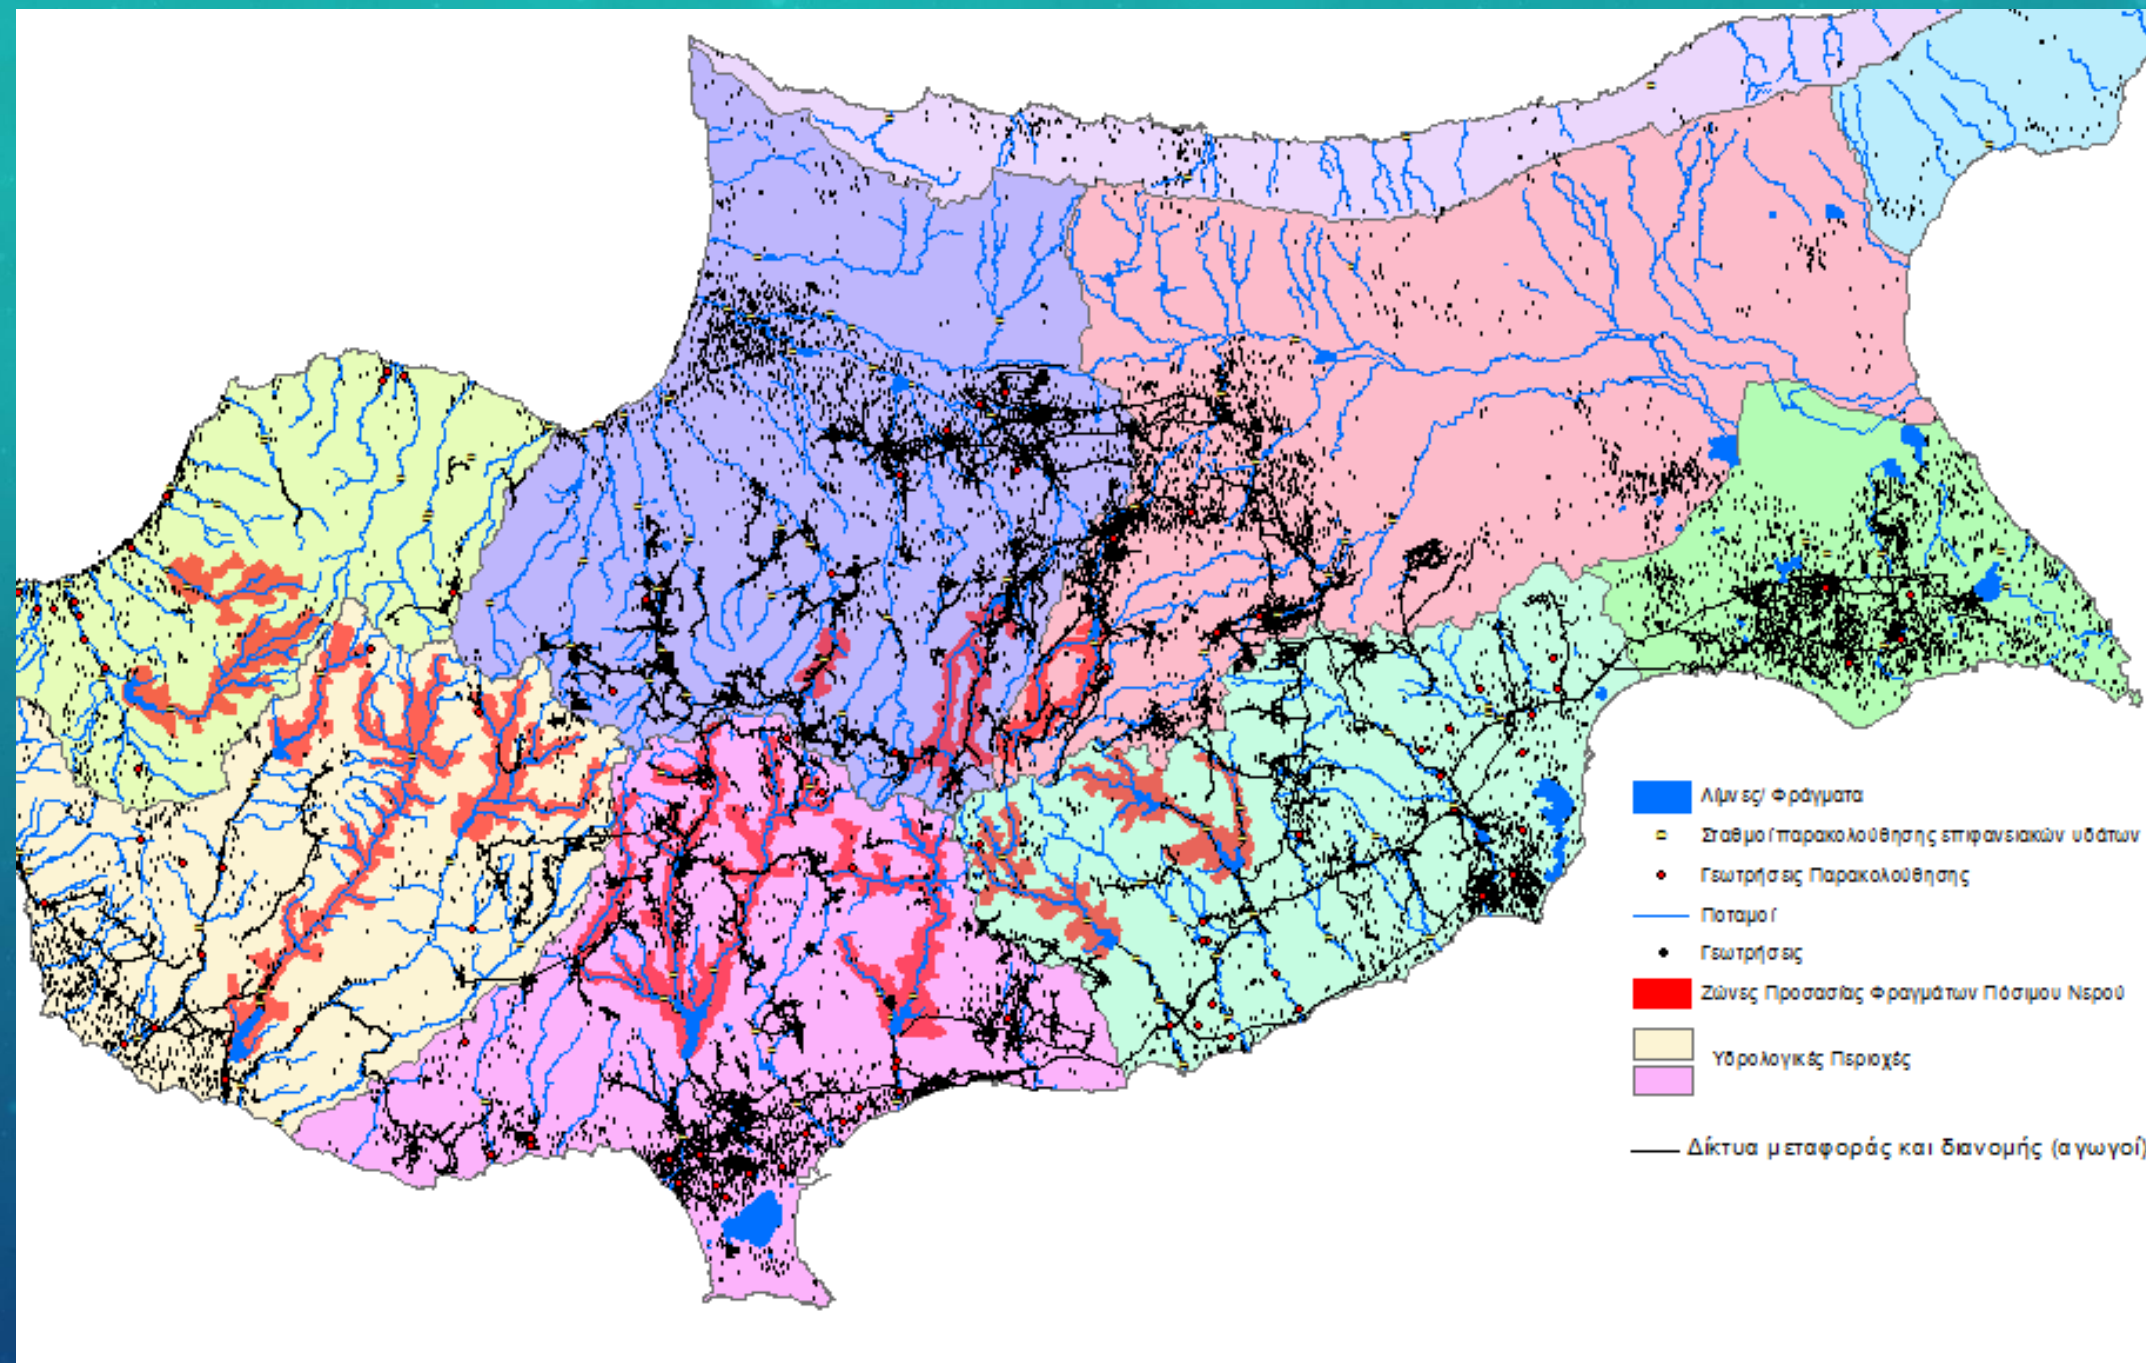 Λίμνες/ Φράγματα
Σταθμοί παρακολούθησης επιφανειακών υδάτων
Γεωτρήσεις Παρακολούθησης
Ποταμοί
Γεωτρήσεις
Ζώνες Προσασίας Φραγμάτων Πόσιμου Νερού
Υδρολογικές Περιοχές
Δίκτυα μεταφοράς και διανομής (αγωγοί)